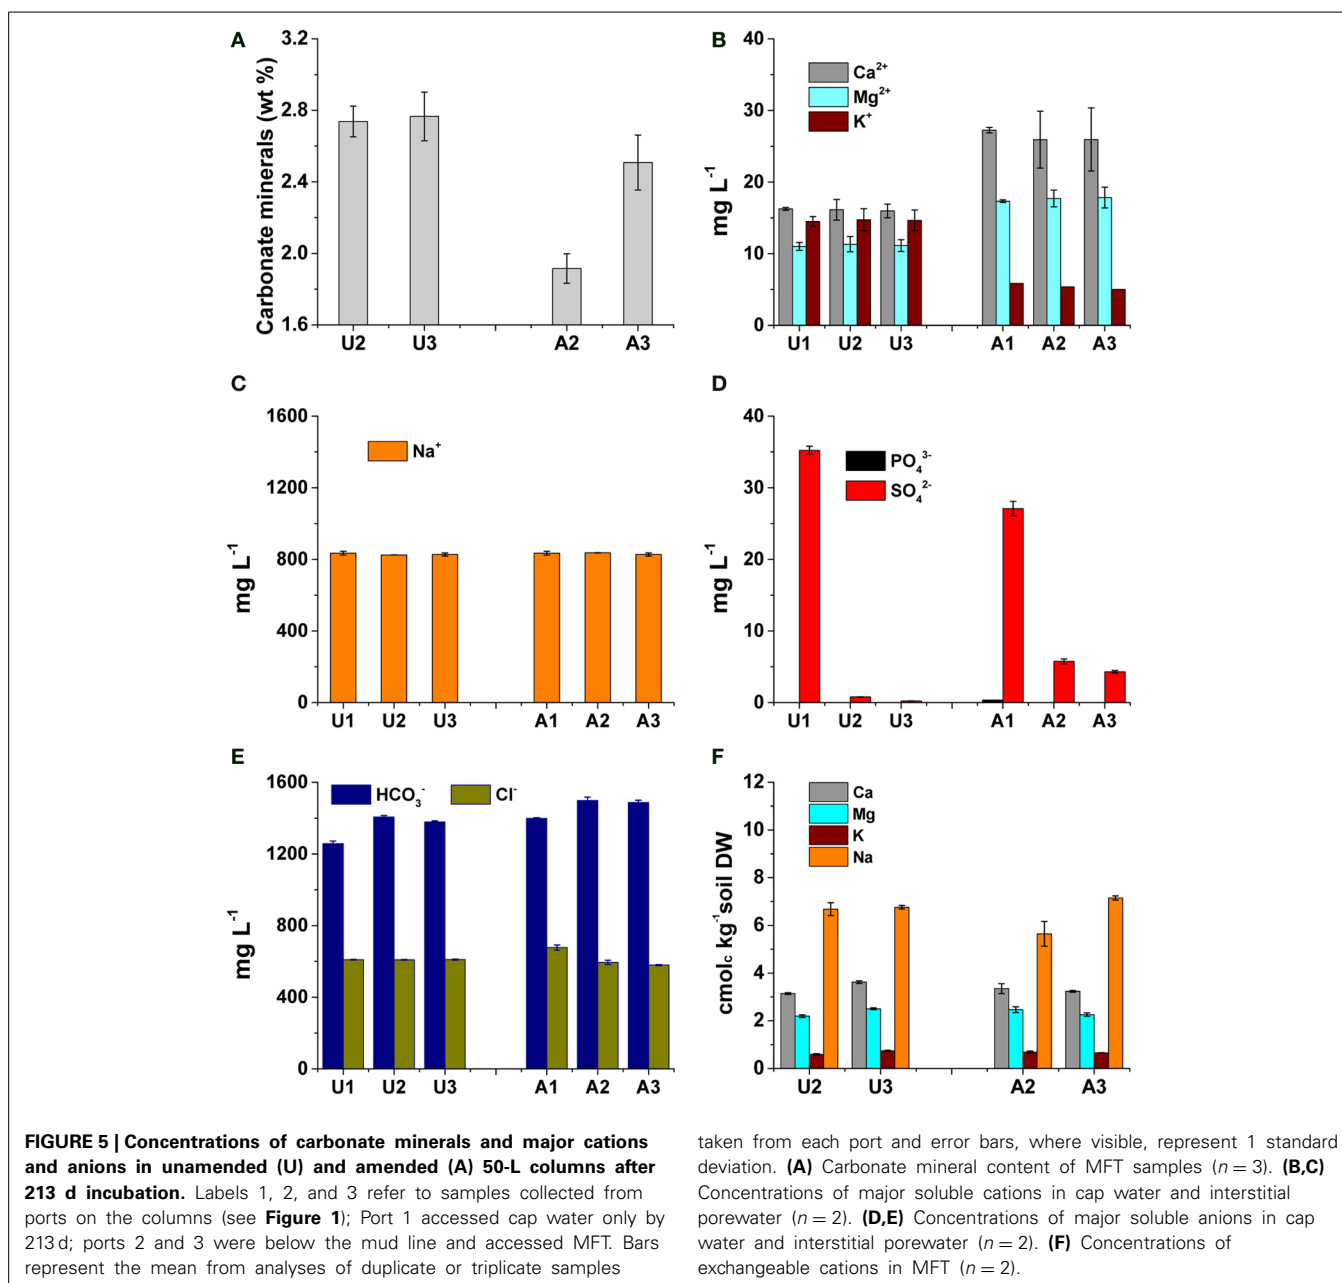 A
Carbonate minerals (wt %)
3.2
2.8
2.4
2.0
1.6
U2 U3 A2 A3
B
mg L⁻¹
40
30
20
10
0
Ca²⁺
Mg²⁺
K⁺
U1 U2 U3 A1 A2 A3
C
mg L⁻¹
1600
1200
800
400
0
Na⁺
U1 U2 U3 A1 A2 A3
D
mg L⁻¹
40
30
20
10
0
PO₄³⁻
SO₄²⁻
U1 U2 U3 A1 A2 A3
E
mg L⁻¹
1600
1200
800
400
0
HCO₃⁻ Cl⁻
U1 U2 U3 A1 A2 A3
F
cmolc kg⁻¹soil DW
12
10
8
6
4
2
0
Ca
Mg
K
Na
U2 U3 A2 A3
FIGURE 5 | Concentrations of carbonate minerals and major cations
and anions in unamended (U) and amended (A) 50-L columns after
213 d incubation. Labels 1, 2, and 3 refer to samples collected from
ports on the columns (see Figure 1); Port 1 accessed cap water only by
213 d; ports 2 and 3 were below the mud line and accessed MFT. Bars
represent the mean from analyses of duplicate or triplicate samples
taken from each port and error bars, where visible, represent 1 standard
deviation. (A) Carbonate mineral content of MFT samples (n = 3). (B,C)
Concentrations of major soluble cations in cap water and interstitial
porewater (n = 2). (D,E) Concentrations of major soluble anions in cap
water and interstitial porewater (n = 2). (F) Concentrations of
exchangeable cations in MFT (n = 2).